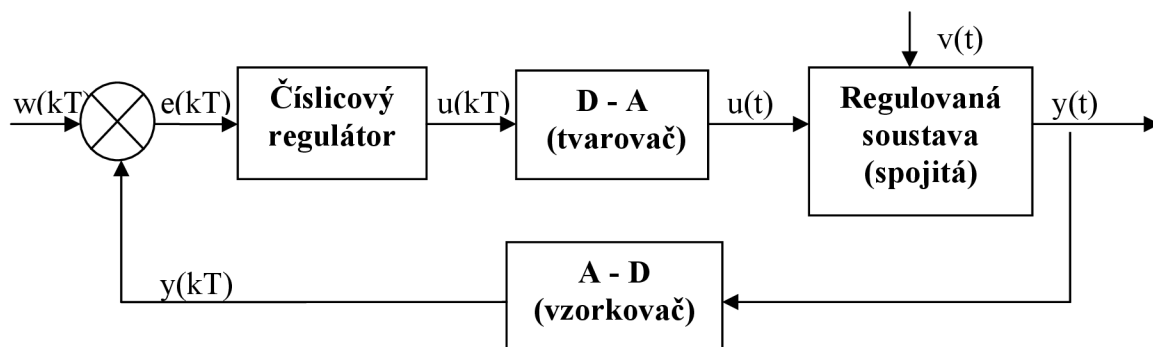 v(t)
w(kT)
e(kT)
Číslicový
regulátor
u(kT)
D - A
(tvarovač)
u(t)
Regulovaná
soustava
(spojitá)
y(t)
y(kT)
A - D
(vzorkovač)